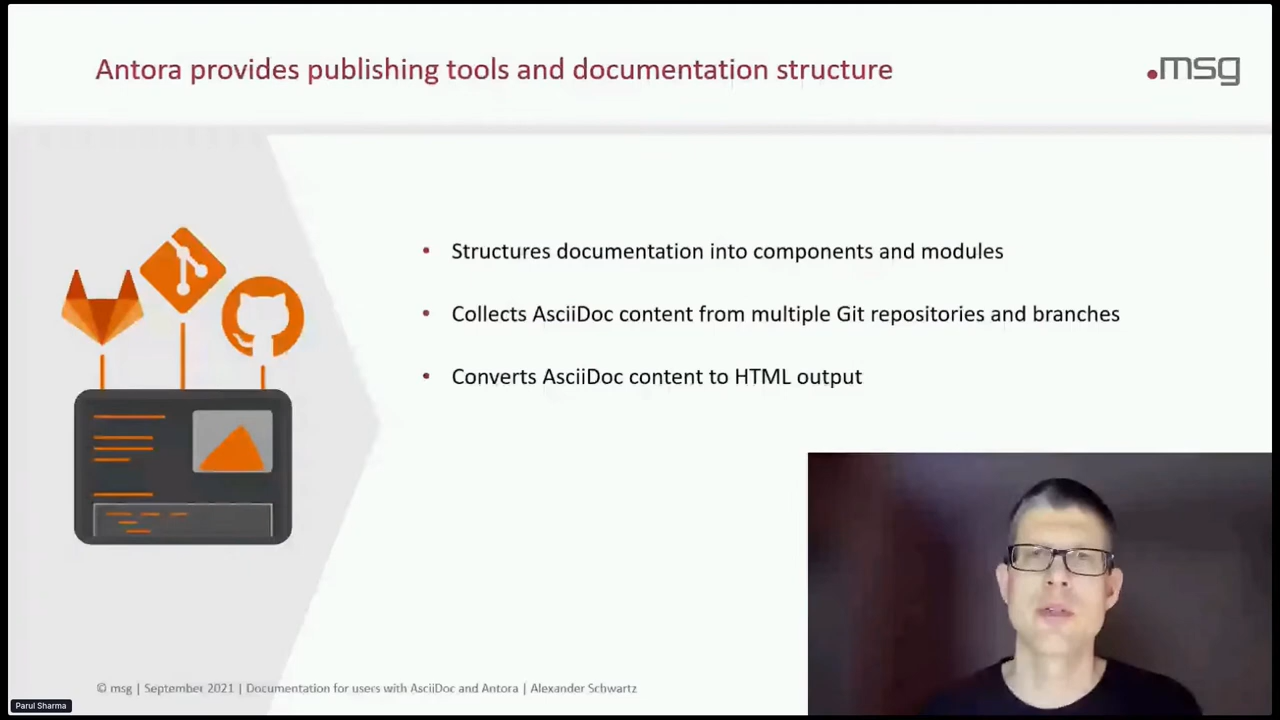 Antora provides publishing tools and documentation structure
.msg
• Structures documentation into components and modules
• Collects AsciiDoc content from multiple Git repositories and branches
• Converts AsciiDoc content to HTML output
© msg | September 2021 | Documentation for users with AsciiDoc and Antora | Alexander Schwartz
Parul Sharma